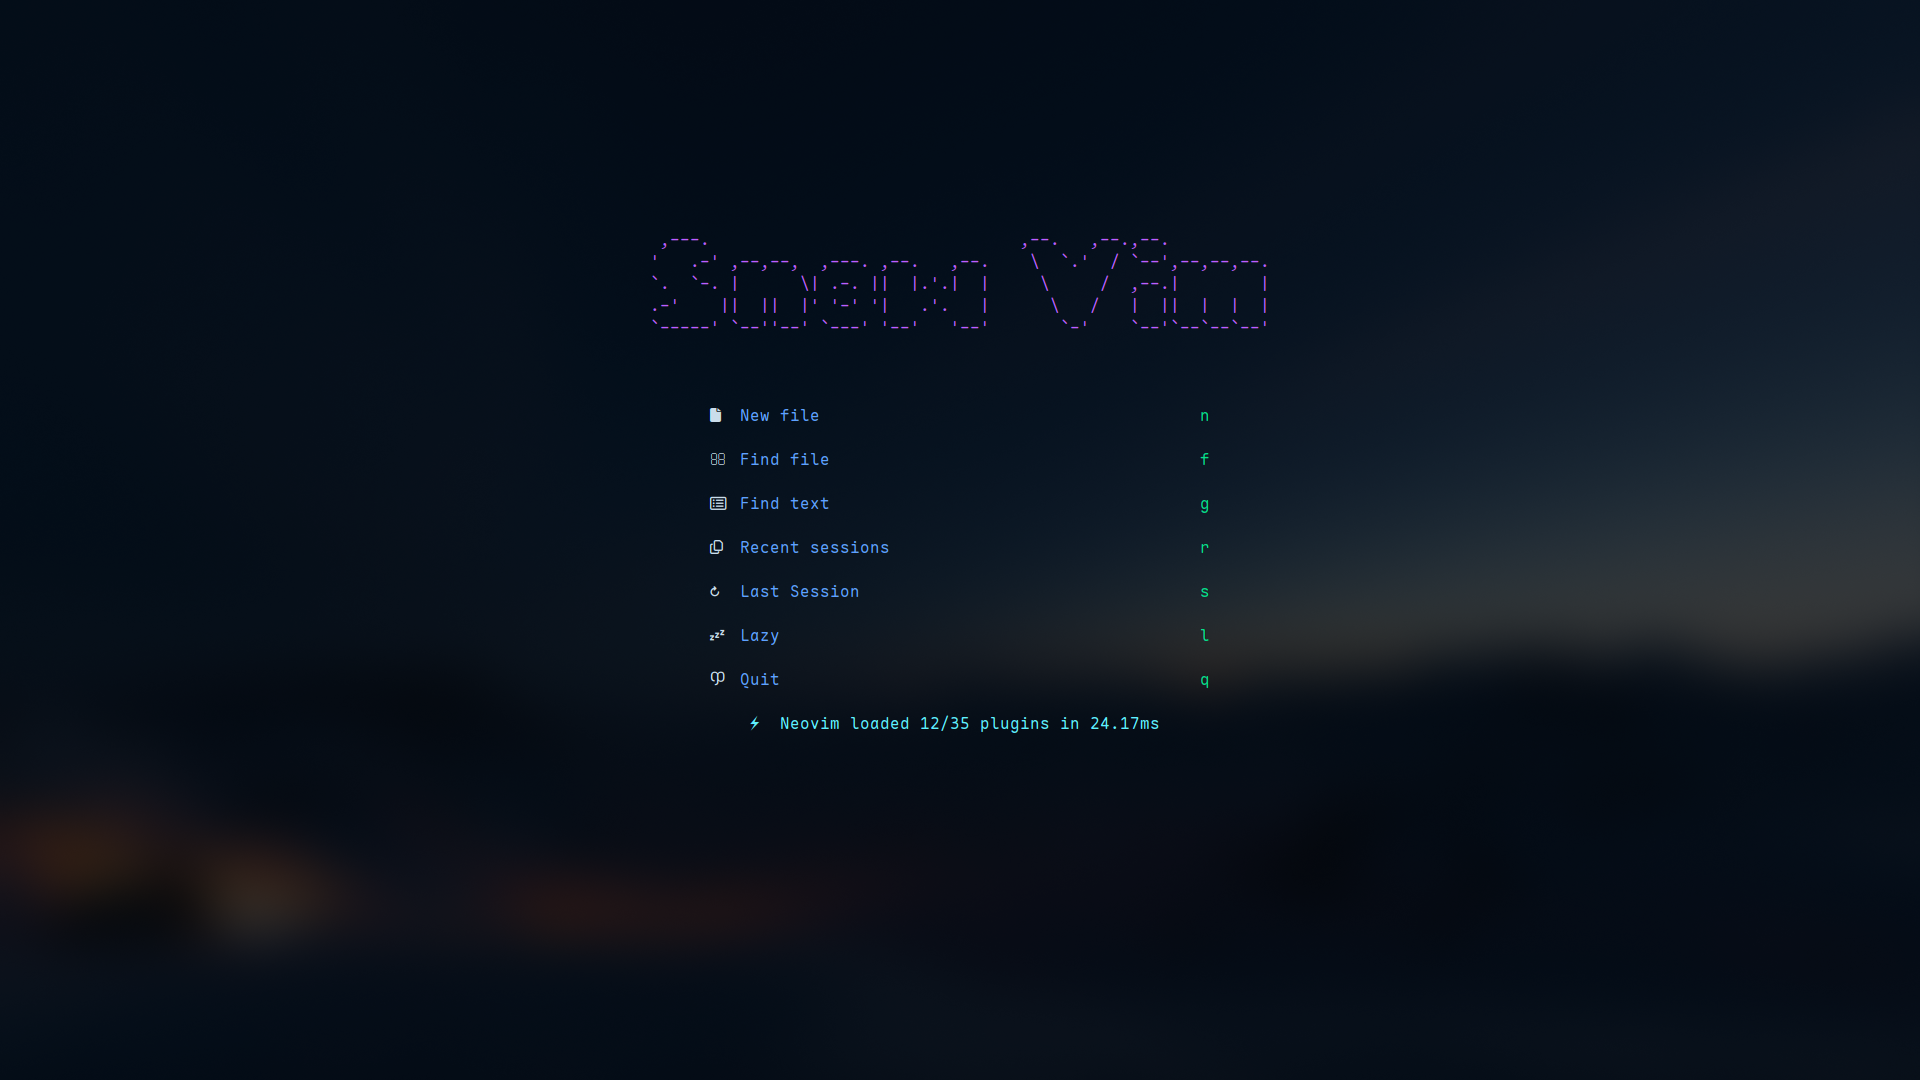 Snow Vim
New file n
Find file f
Find text g
Recent sessions r
Last Session s
Lazy l
Quit q
Neovim loaded 12/35 plugins in 24.17ms